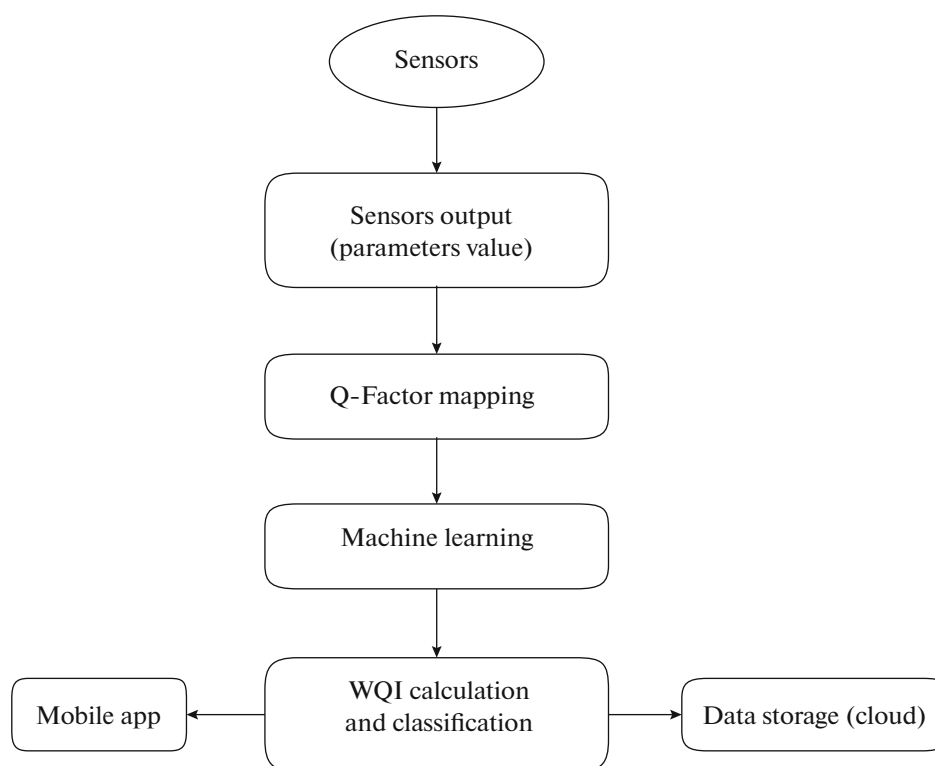 Sensors
Sensors output
(parameters value)
Q-Factor mapping
Machine learning
WQI calculation
and classification
Mobile app
Data storage (cloud)